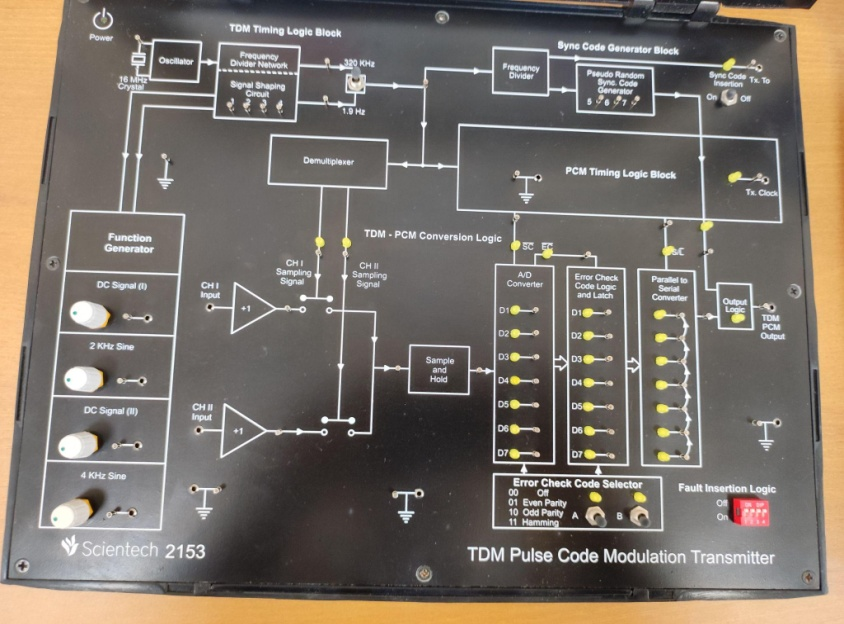 TDM Timing Logic Block
Power
Oscillator
16 MHz
Crystal
Frequency
Divider Network
Signal Shaping
Circuit
320 KHz
1.9 Hz
Sync Code Generator Block
Frequency
Divider
Pseudo Random
Sync. Code
Generator
5 6 7
Sync Code
Insertion
On Off
Tx. To
Demultiplexer
PCM Timing Logic Block
Tx. Clock
Function
Generator
TDM - PCM Conversion Logic
CH I
Sampling
Signal
CH II
Sampling
Signal
SC
EC
A/D
Converter
D1
D2
D3
D4
D5
D6
D7
Error Check
Code Logic
and Latch
D1
D2
D3
D4
D5
D6
D7
Parallel to
Serial
Converter
Output
Logic
TDM
PCM
Output
DC Signal (I)
2 KHz Sine
DC Signal (II)
4 KHz Sine
CH I
Input
+1
Sample
and
Hold
CH II
Input
+1
Error Check Code Selector
00 Off
01 Even Parity
10 Odd Parity
11 Hamming
A
B
Fault Insertion Logic
Off
On
Scientech 2153
TDM Pulse Code Modulation Transmitter